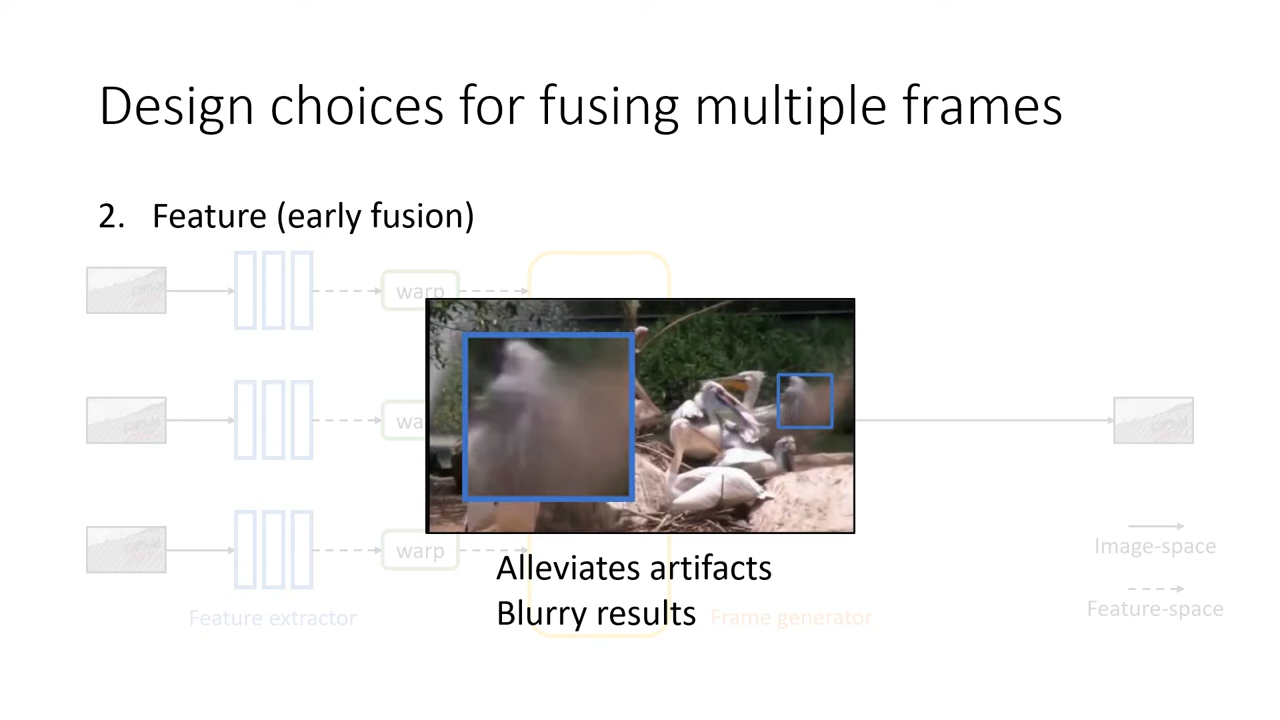 Design choices for fusing multiple frames
2. Feature (early fusion)
warp
wa
warp
Alleviates artifacts
Blurry results
Feature extractor
Frame generator
Image-space
Feature-space